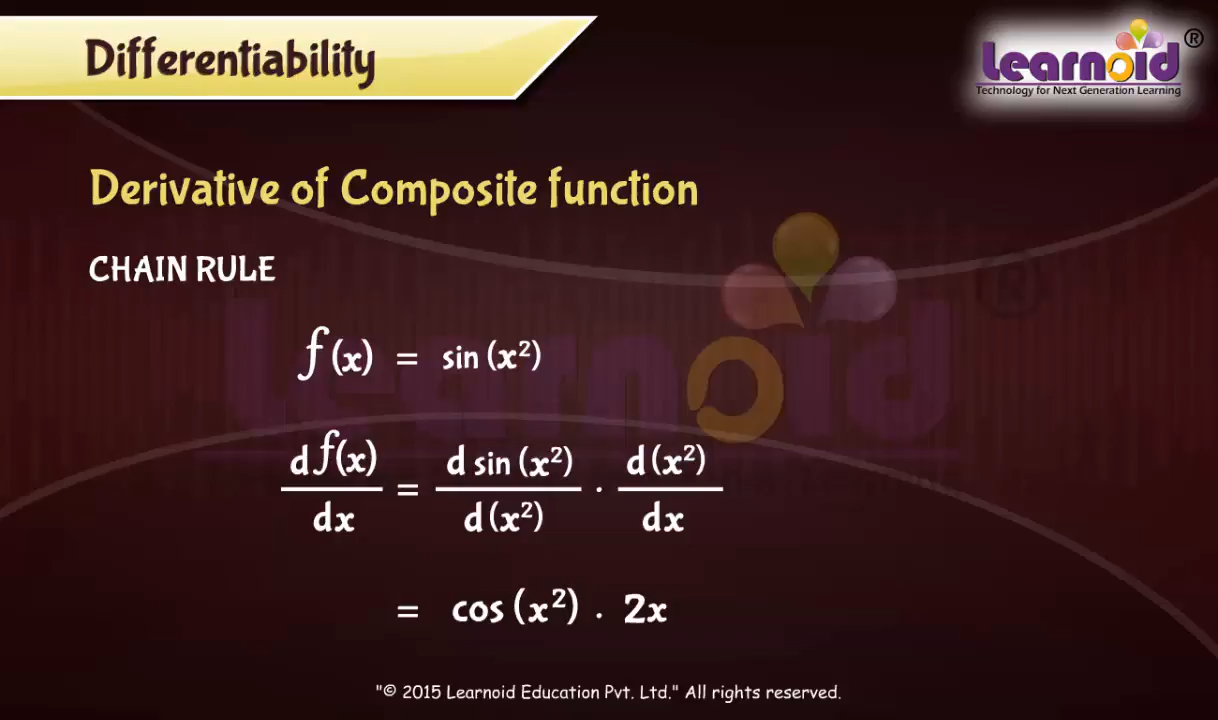 Differentiability
Learnoid®
Technology for Next Generation Learning
Derivative of Composite function
CHAIN RULE
f(x) = sin (x²)
d f(x) / dx = d sin (x²) / d (x²) · d (x²) / dx
= cos (x²) · 2x
"© 2015 Learnoid Education Pvt. Ltd." All rights reserved.